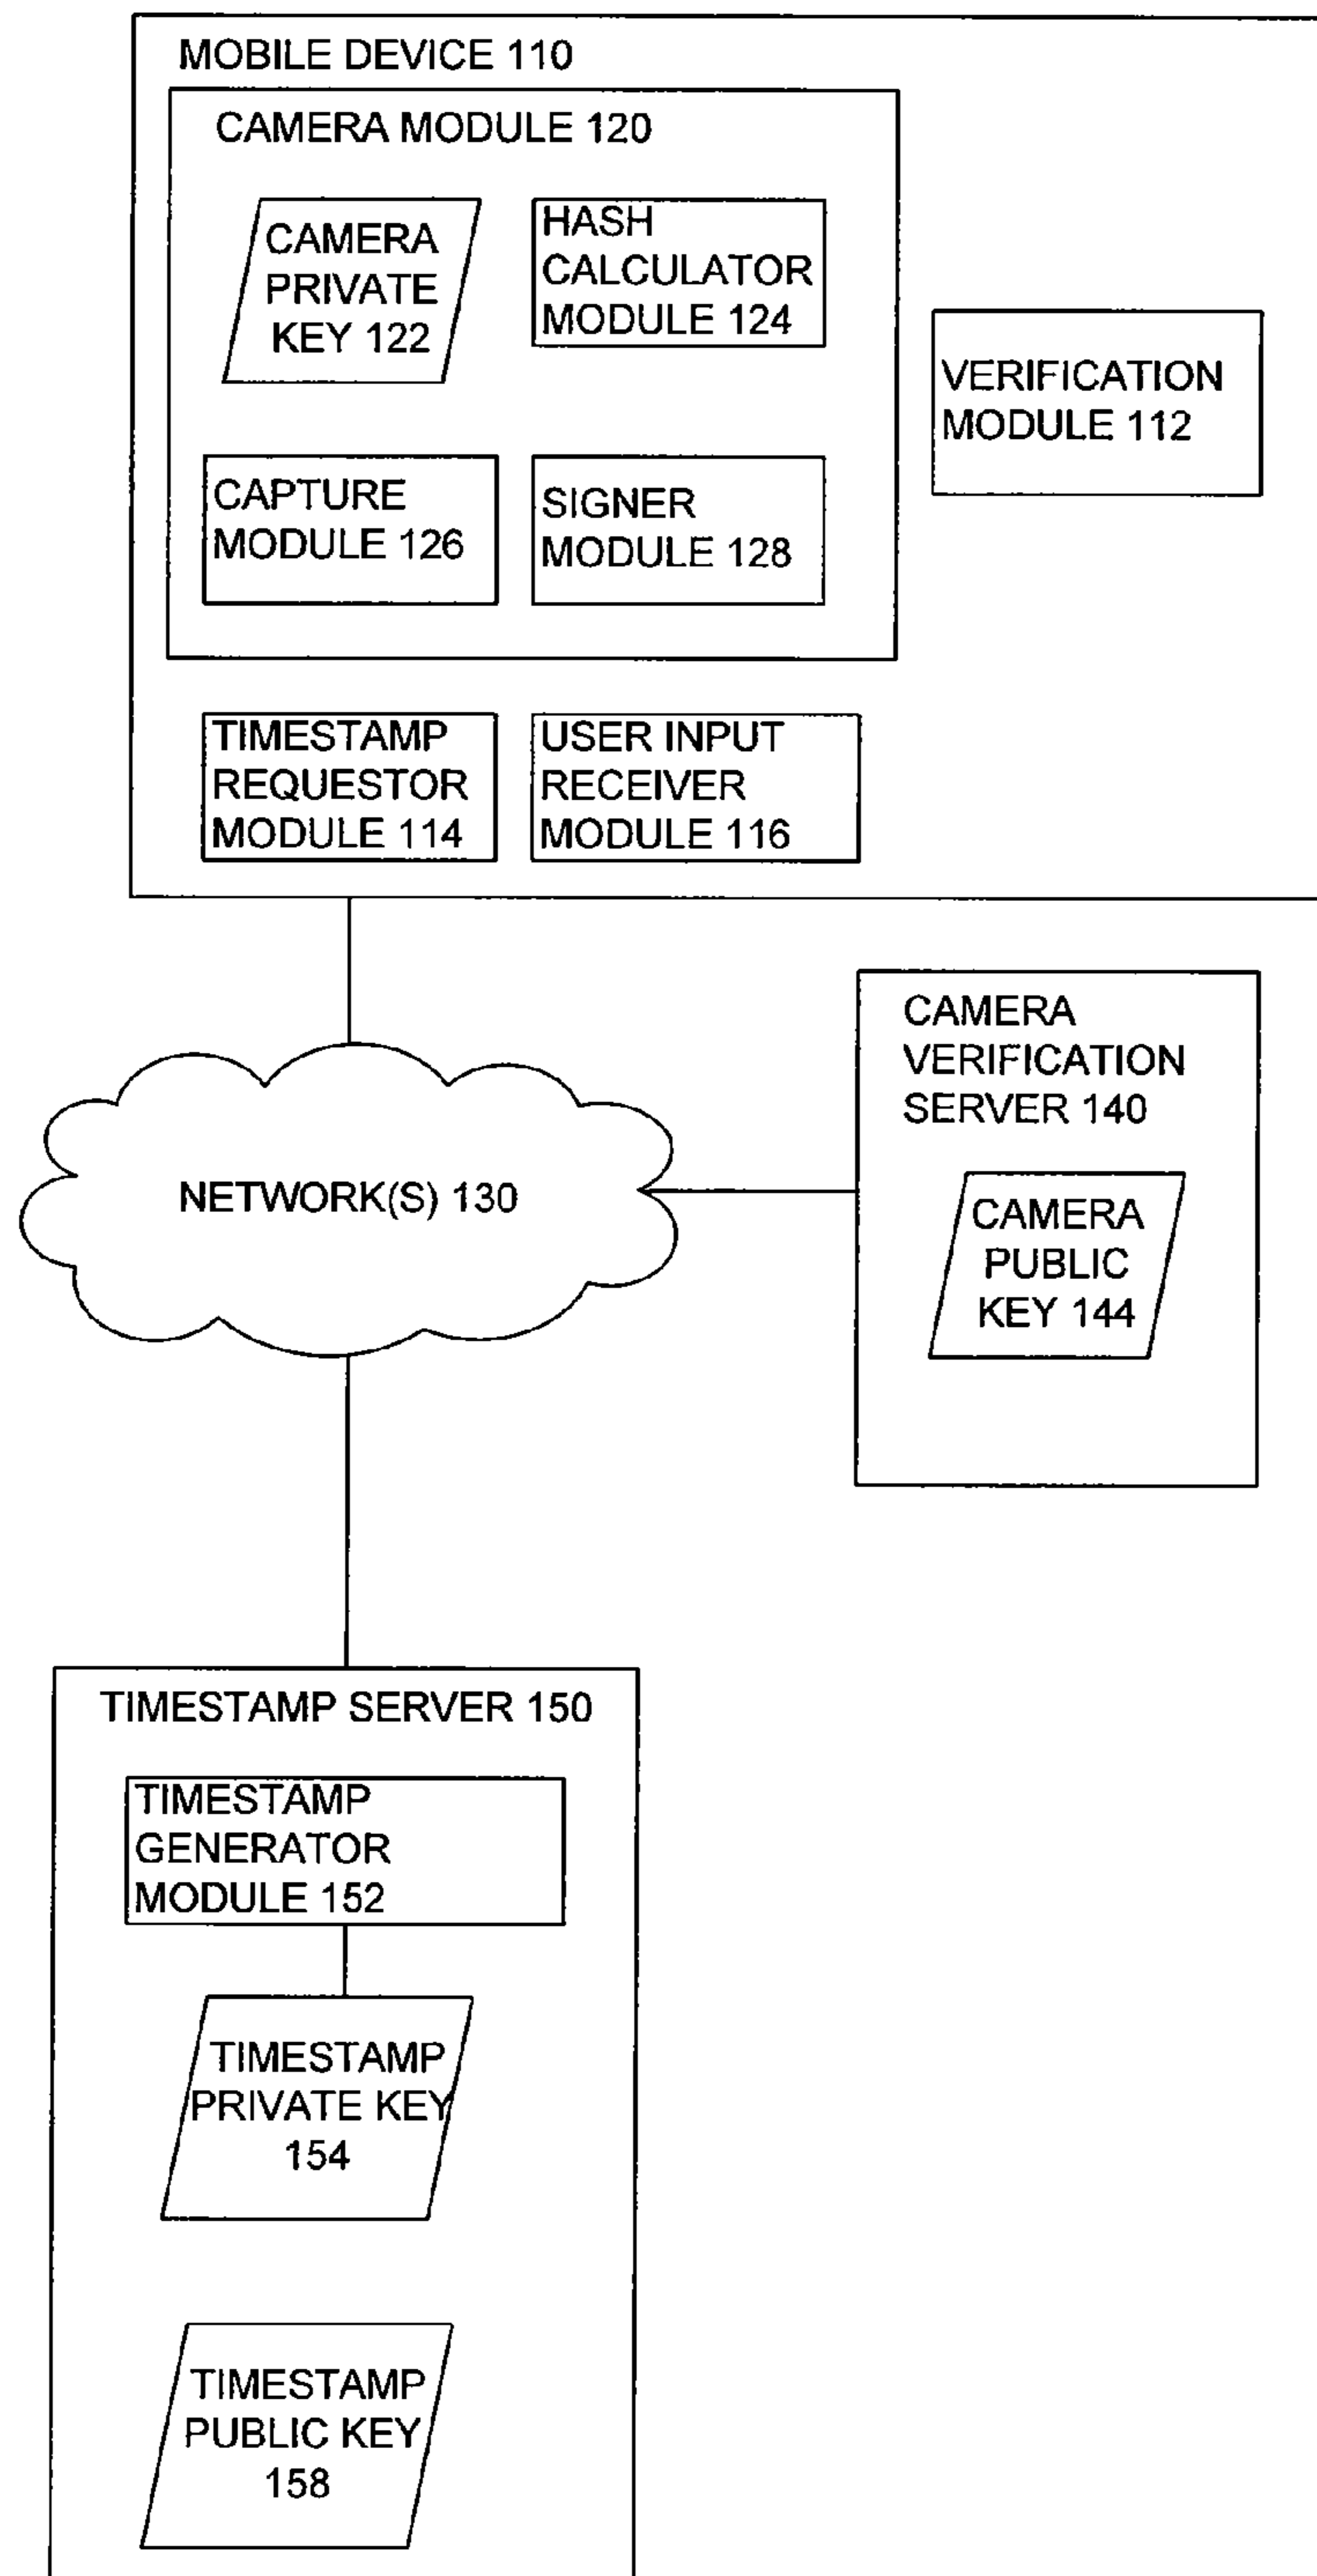 MOBILE DEVICE 110
CAMERA MODULE 120
CAMERA
PRIVATE
KEY 122
HASH
CALCULATOR
MODULE 124
VERIFICATION
MODULE 112
CAPTURE
MODULE 126
SIGNER
MODULE 128
TIMESTAMP
REQUESTOR
MODULE 114
USER INPUT
RECEIVER
MODULE 116
CAMERA
VERIFICATION
SERVER 140
NETWORK(S) 130
CAMERA
PUBLIC
KEY 144
TIMESTAMP SERVER 150
TIMESTAMP
GENERATOR
MODULE 152
TIMESTAMP
PRIVATE KEY
154
TIMESTAMP
PUBLIC KEY
158